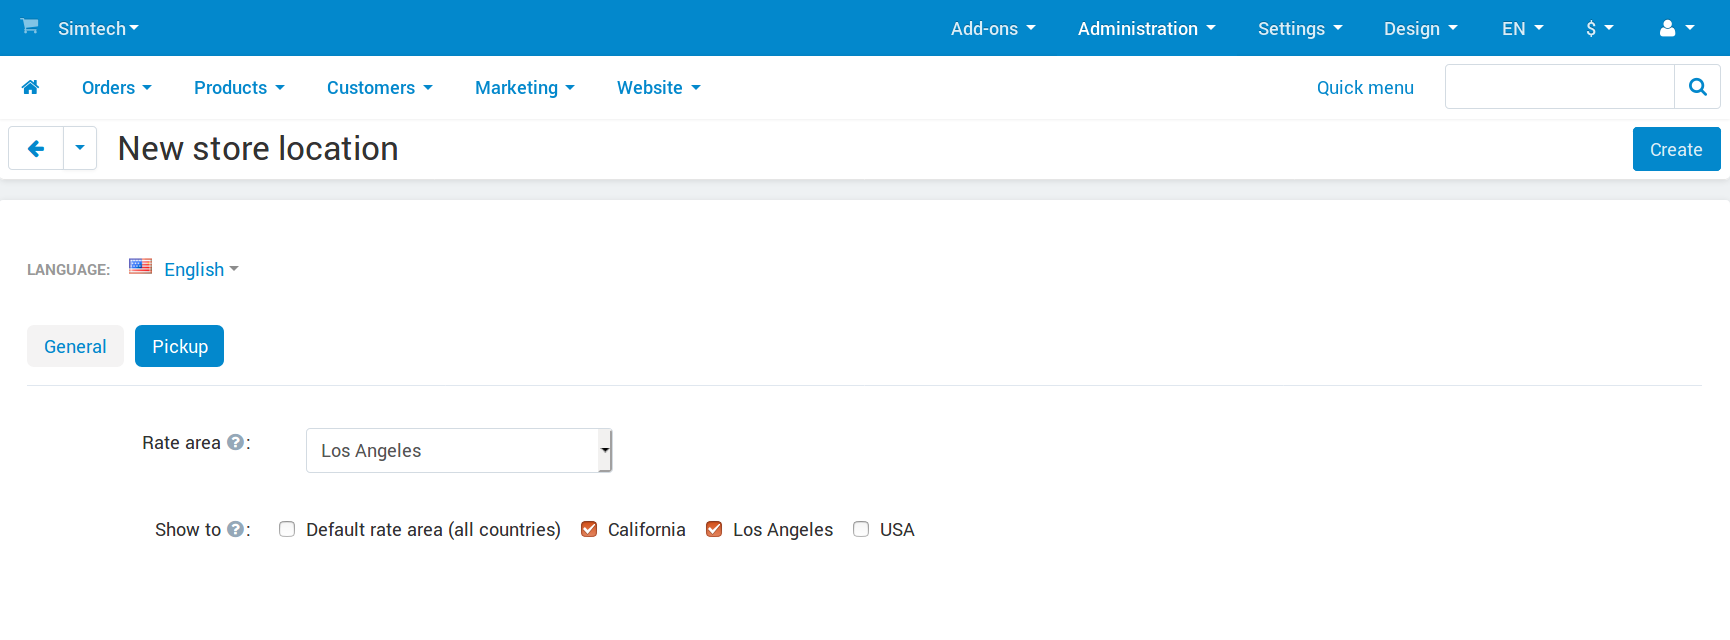 Simtech Add-ons Administration Settings Design EN $
Orders Products Customers Marketing Website Quick menu
New store location Create
LANGUAGE: English
General Pickup
Rate area ?: Los Angeles
Show to ?: Default rate area (all countries) California Los Angeles USA